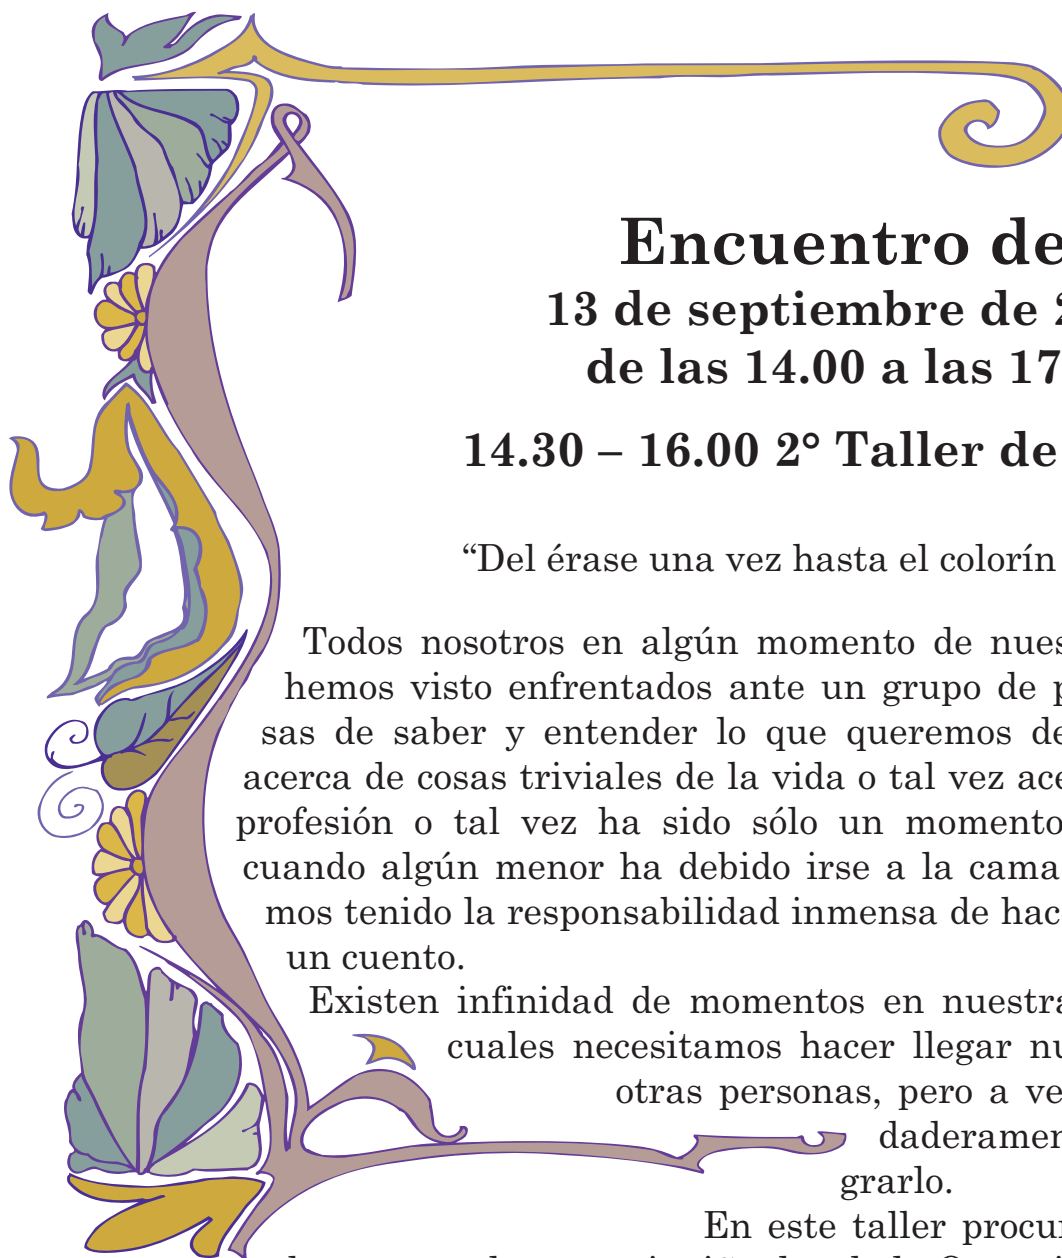 Encuentro de
13 de septiembre de
de las 14.00 a las 17
14.30 – 16.00 2° Taller de
“Del érase una vez hasta el colorín
Todos nosotros en algún momento de nues
hemos visto enfrentados ante un grupo de p
sas de saber y entender lo que queremos de
acerca de cosas triviales de la vida o tal vez ace
profesión o tal vez ha sido sólo un momento
cuando algún menor ha debido irse a la cama
mos tenido la responsabilidad inmensa de hac
un cuento.
Existen infinidad de momentos en nuestra
cuales necesitamos hacer llegar nu
otras personas, pero a ve
daderamen
grarlo.
En este taller procu